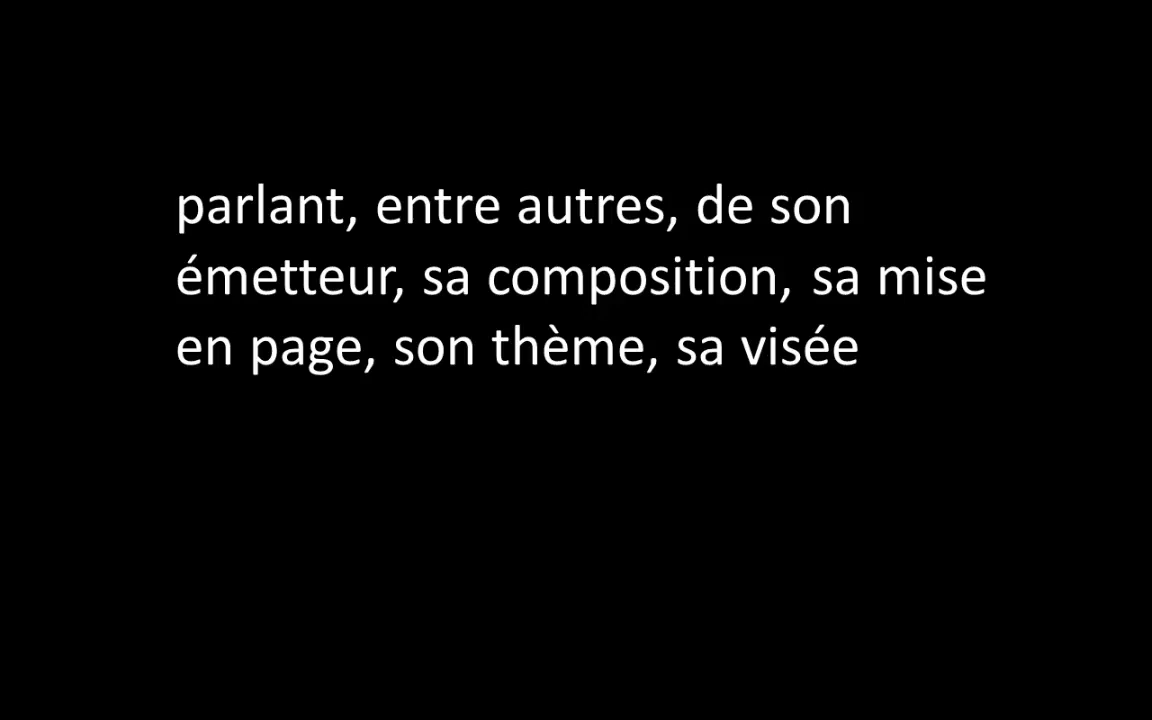 parlant, entre autres, de son
émetteur, sa composition, sa mise
en page, son thème, sa visée